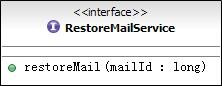 <<interface>>
RestoreMailService
restoreMail(mailId : long)